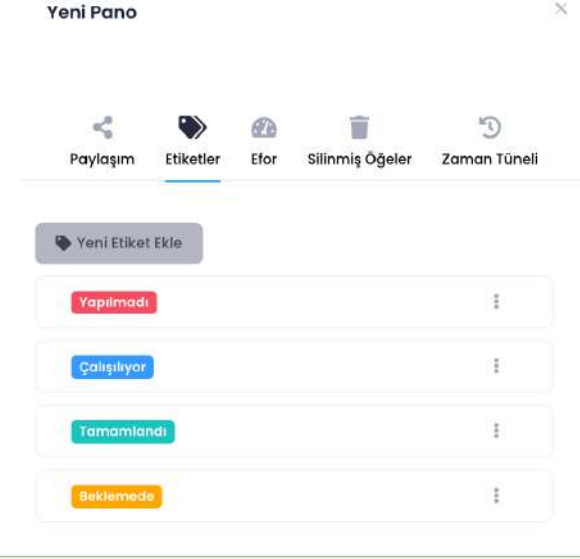 Yeni Pano
Paylaşım Etiketler Efor Silinmiş Öğeler Zaman Tüneli
Yeni Etiket Ekle
Yapılmadı
Çalışılıyor
Tamamlandı
Beklemede